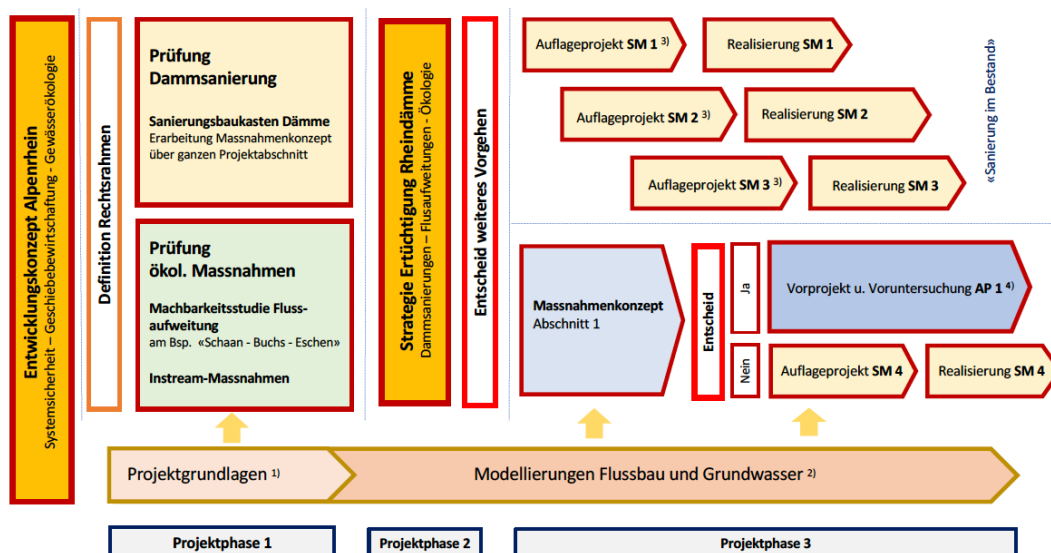 Entwicklungskonzept Alpenrhein
Systemsicherheit – Geschiebebewirtschaftung - Gewässerökologie
Definition Rechtsrahmen
Prüfung
Dammsanierung
Sanierungsbaukasten Dämme
Erarbeitung Massnahmenkonzept
über ganzen Projektabschnitt
Prüfung
ökol. Massnahmen
Machbarkeitsstudie Fluss-
aufweitung
am Bsp. «Schaan - Buchs - Eschen»
Instream-Massnahmen
Strategie Ertüchtigung Rheindämme
Dammsanierungen – Flusaufweitungen - Ökologie
Entscheid weiteres Vorgehen
Auflageprojekt SM 1 3)
Realisierung SM 1
Auflageprojekt SM 2 3)
Realisierung SM 2
Auflageprojekt SM 3 3)
Realisierung SM 3
«Sanierung im Bestand»
Massnahmenkonzept
Abschnitt 1
Entscheid
Ja
Vorprojekt u. Voruntersuchung AP 1 4)
Nein
Auflageprojekt SM 4
Realisierung SM 4
Projektgrundlagen 1)
Modellierungen Flussbau und Grundwasser 2)
Projektphase 1
Projektphase 2
Projektphase 3